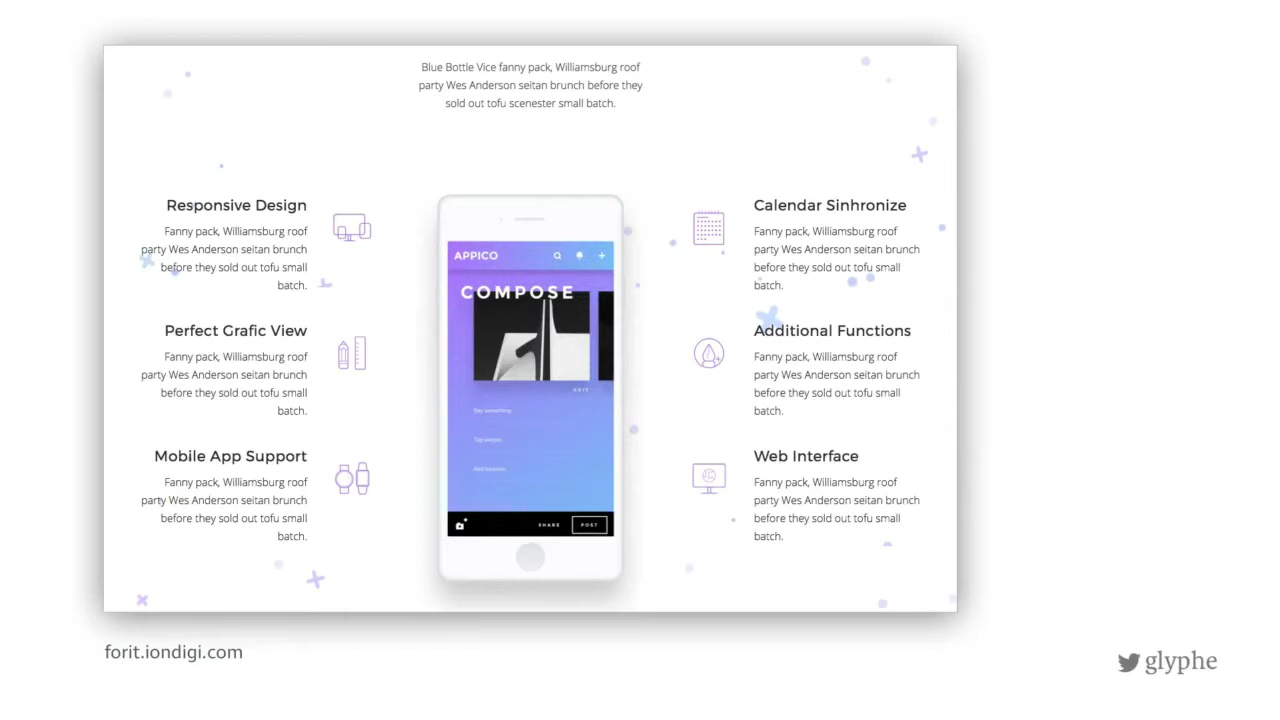 Blue Bottle Vice fanny pack, Williamsburg roof
party Wes Anderson seitan brunch before they
sold out tofu scenester small batch.
Responsive Design
Fanny pack, Williamsburg roof
party Wes Anderson seitan brunch
before they sold out tofu small
batch.
Perfect Grafic View
Fanny pack, Williamsburg roof
party Wes Anderson seitan brunch
before they sold out tofu small
batch.
Mobile App Support
Fanny pack, Williamsburg roof
party Wes Anderson seitan brunch
before they sold out tofu small
batch.
APPICO
COMPOSE
EDIT
Say something
Tag people
Add location
SHARE POST
Calendar Sinhronize
Fanny pack, Williamsburg roof
party Wes Anderson seitan brunch
before they sold out tofu small
batch.
Additional Functions
Fanny pack, Williamsburg roof
party Wes Anderson seitan brunch
before they sold out tofu small
batch.
Web Interface
Fanny pack, Williamsburg roof
party Wes Anderson seitan brunch
before they sold out tofu small
batch.
forit.iondigi.com
glyphe